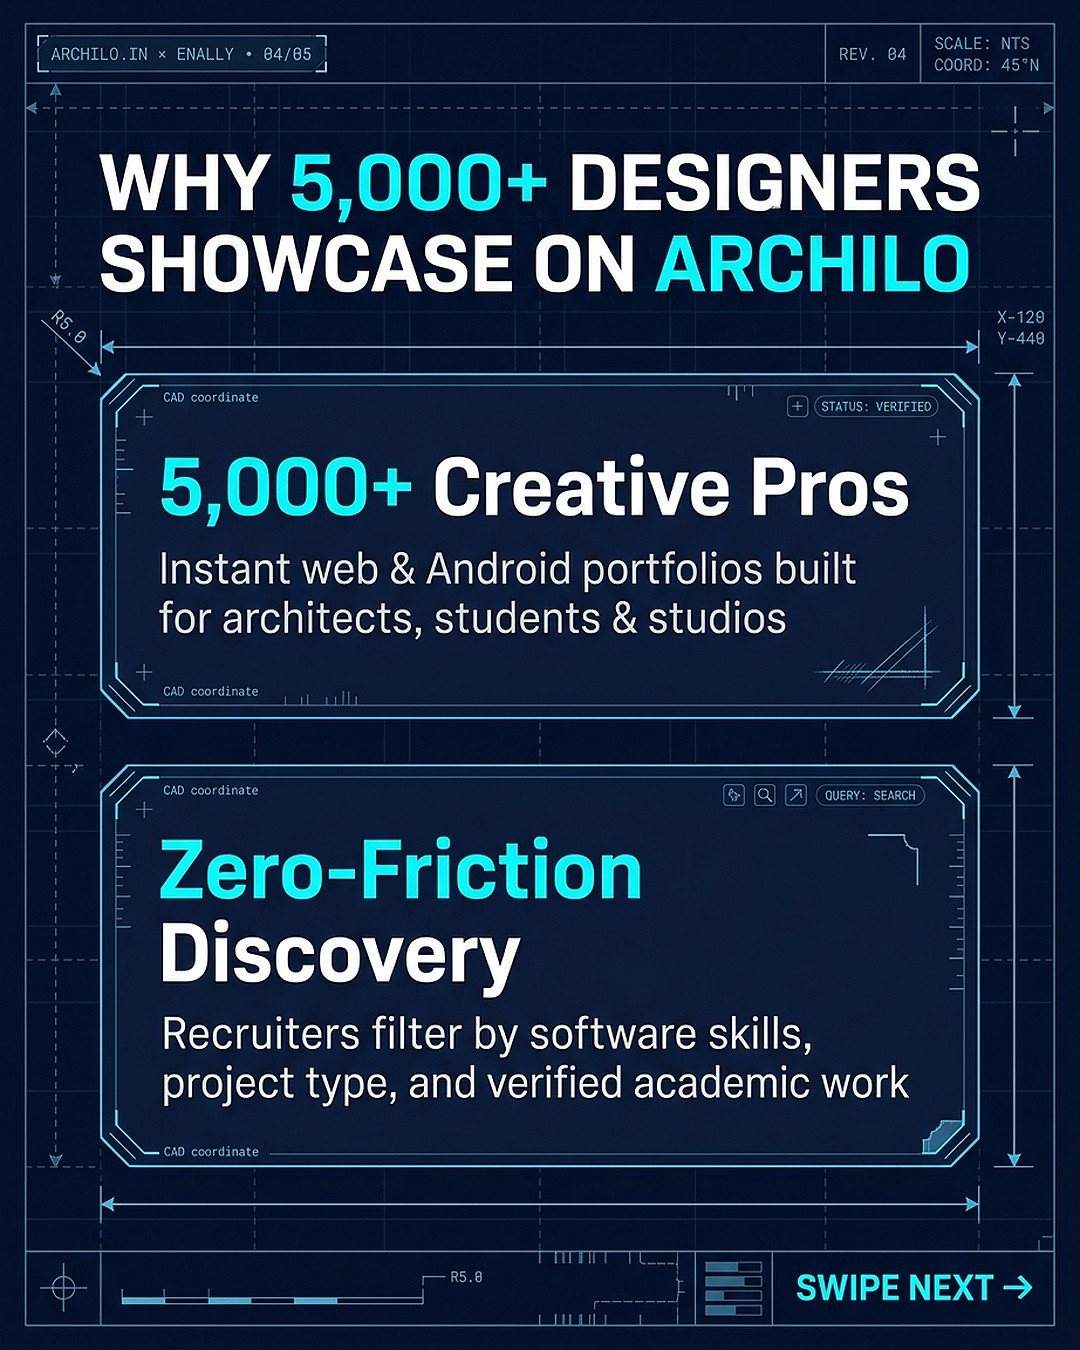 ARCHILO.IN × ENALLY • 04/05
REV. 04
SCALE: NTS
COORD: 45°N
WHY 5,000+ DESIGNERS
SHOWCASE ON ARCHILO
R5.0
X-120
Y-440
CAD coordinate
STATUS: VERIFIED
5,000+ Creative Pros
Instant web & Android portfolios built
for architects, students & studios
CAD coordinate
CAD coordinate
QUERY: SEARCH
Zero-Friction
Discovery
Recruiters filter by software skills,
project type, and verified academic work
CAD coordinate
R5.0
SWIPE NEXT →